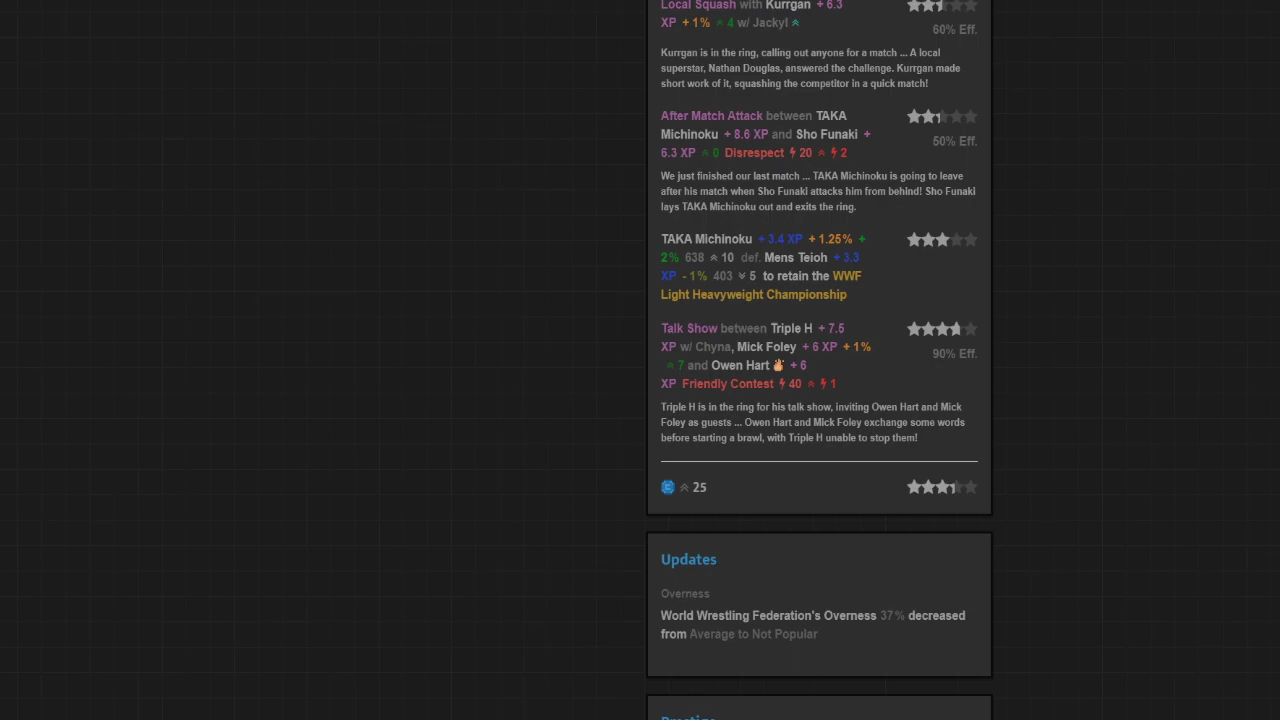 Local Squash with Kurrgan + 6.3
XP + 1% 4 w/ Jackyl
60% Eff.
Kurrgan is in the ring, calling out anyone for a match ... A local
superstar, Nathan Douglas, answered the challenge. Kurrgan made
short work of it, squashing the competitor in a quick match!
After Match Attack between TAKA
Michinoku + 8.6 XP and Sho Funaki +
6.3 XP 0 Disrespect 20 2
50% Eff.
We just finished our last match ... TAKA Michinoku is going to leave
after his match when Sho Funaki attacks him from behind! Sho Funaki
lays TAKA Michinoku out and exits the ring.
TAKA Michinoku + 3.4 XP + 1.25% +
2% 638 10 def. Mens Teioh + 3.3
XP - 1% 403 5 to retain the WWF
Light Heavyweight Championship
Talk Show between Triple H + 7.5
XP w/ Chyna, Mick Foley + 6 XP + 1%
7 and Owen Hart + 6
XP Friendly Contest 40 1
90% Eff.
Triple H is in the ring for his talk show, inviting Owen Hart and Mick
Foley as guests ... Owen Hart and Mick Foley exchange some words
before starting a brawl, with Triple H unable to stop them!
25
Updates
Overness
World Wrestling Federation's Overness 37% decreased
from Average to Not Popular
Prestige